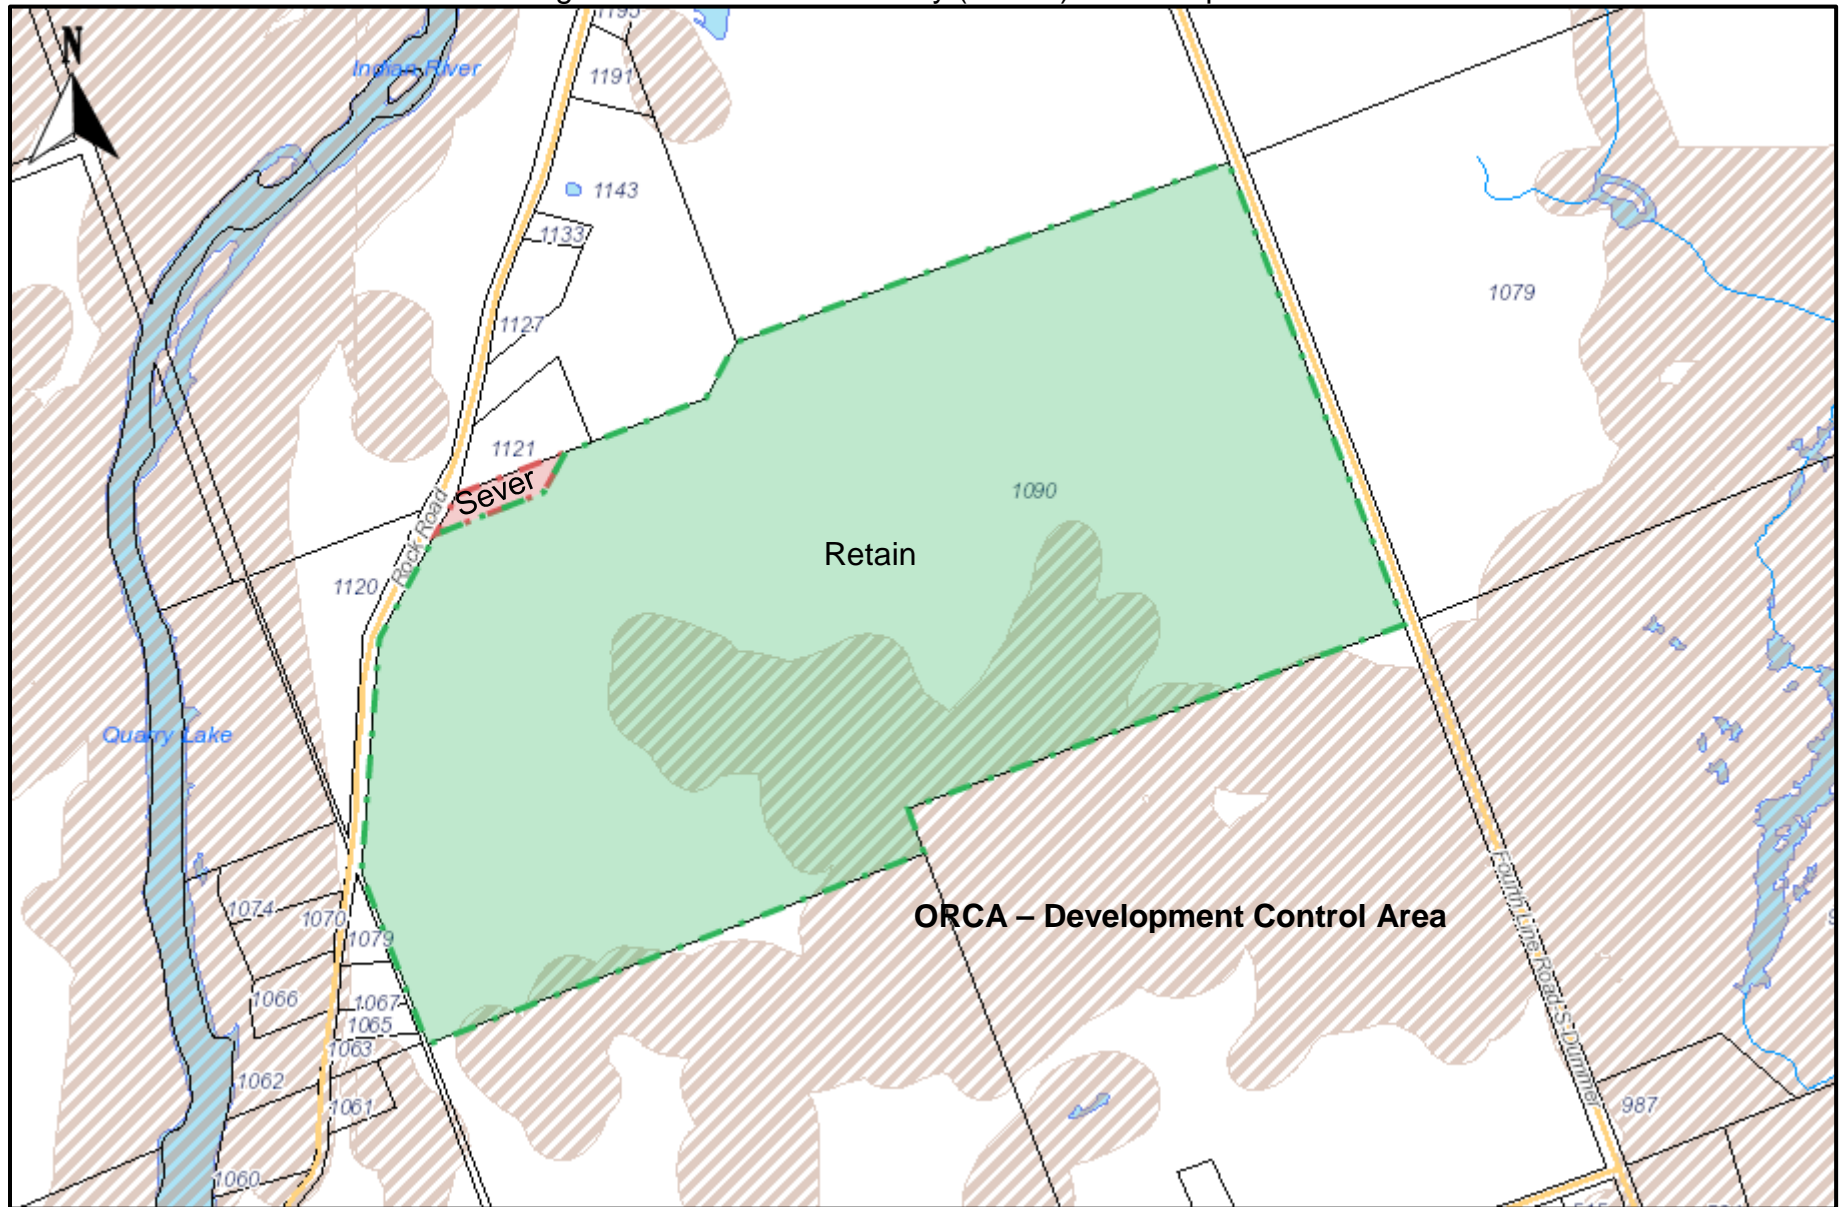 N
Indian River
1195
1191
1143
1133
1079
1127
1121
Sever
1090
Rock Road
Retain
1120
Quarry Lake
1074
1070
ORCA – Development Control Area
1079
Fourth Line Road S Dummer
1066
1067
1065
1063
1062
1061
987
1060